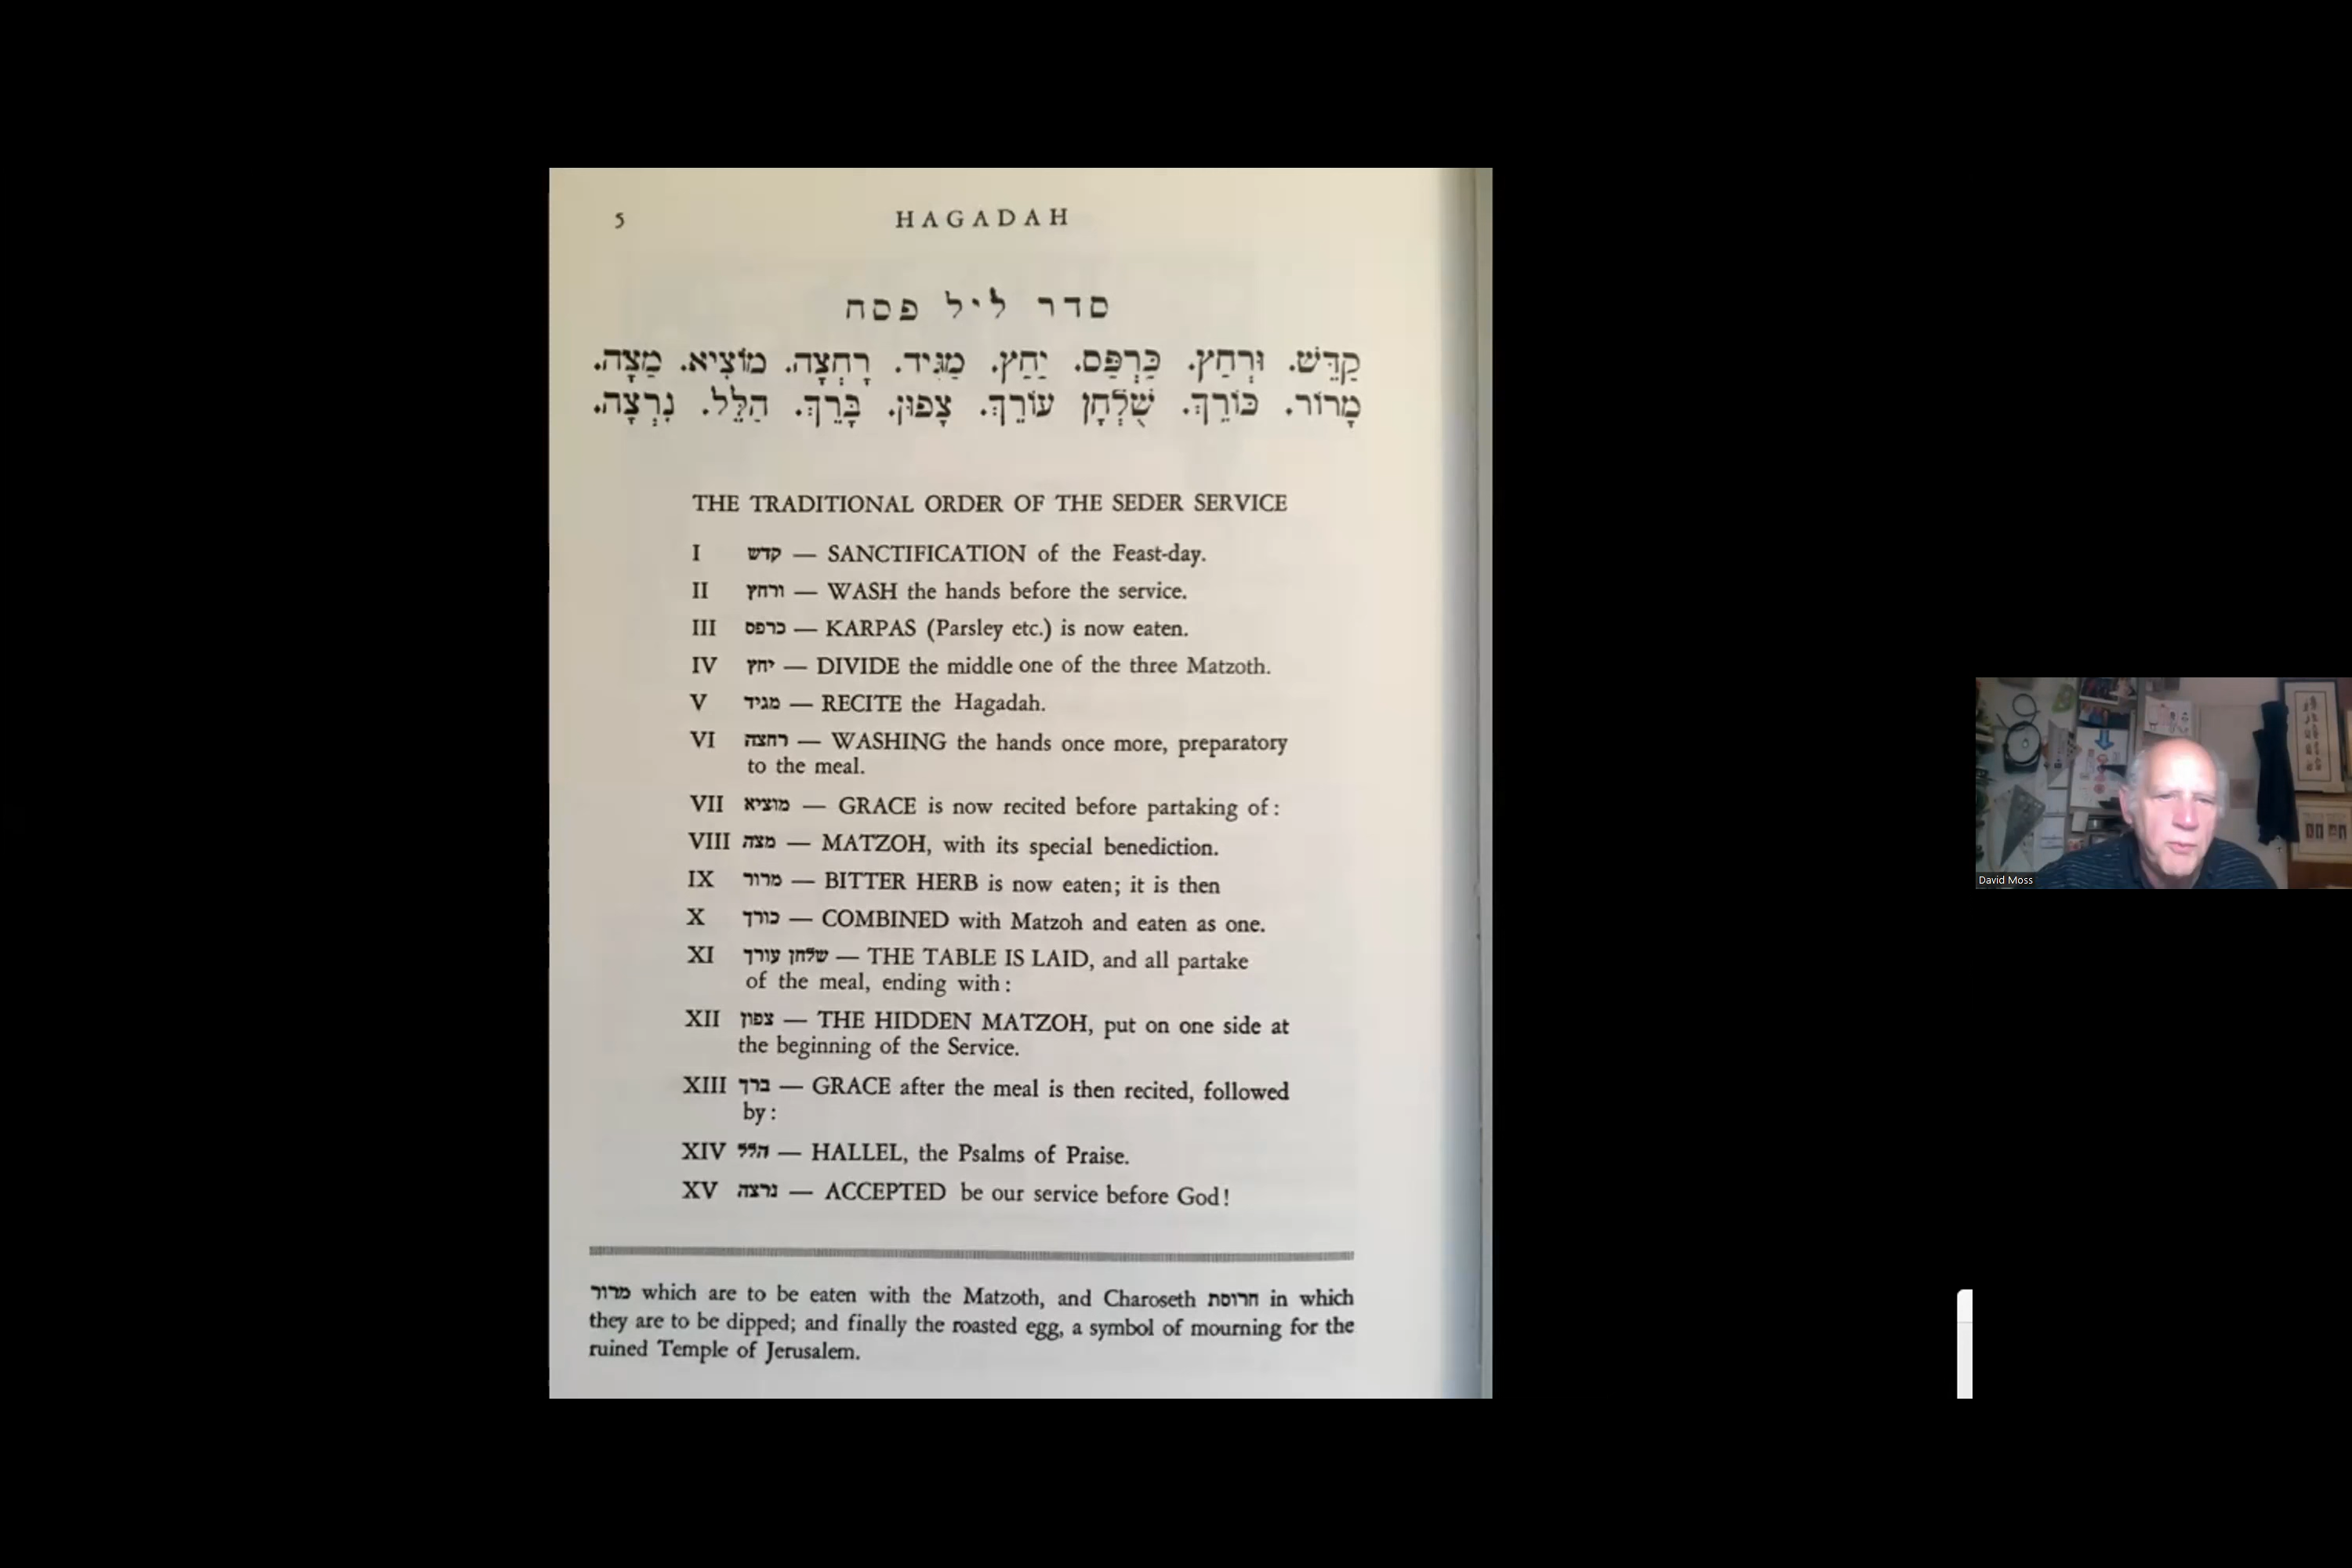 5 HAGADAH
סדר ליל פסח
קַדֵּשׁ. וּרְחַץ. כַּרְפַּס. יַחַץ. מַגִּיד. רָחְצָה. מוֹצִיא. מַצָּה.
מָרוֹר. כּוֹרֵךְ. שֻׁלְחָן עוֹרֵךְ. צָפוּן. בָּרֵךְ. הַלֵּל. נִרְצָה.
THE TRADITIONAL ORDER OF THE SEDER SERVICE
I קדש — SANCTIFICATION of the Feast-day.
II ורחץ — WASH the hands before the service.
III כרפס — KARPAS (Parsley etc.) is now eaten.
IV יחץ — DIVIDE the middle one of the three Matzoth.
V מגיד — RECITE the Hagadah.
VI רחצה — WASHING the hands once more, preparatory
to the meal.
VII מוציא — GRACE is now recited before partaking of:
VIII מצה — MATZOH, with its special benediction.
IX מרור — BITTER HERB is now eaten; it is then
X כורך — COMBINED with Matzoh and eaten as one.
XI שלחן עורך — THE TABLE IS LAID, and all partake
of the meal, ending with:
XII צפון — THE HIDDEN MATZOH, put on one side at
the beginning of the Service.
XIII ברך — GRACE after the meal is then recited, followed
by:
XIV הלל — HALLEL, the Psalms of Praise.
XV נרצה — ACCEPTED be our service before God!
מרור which are to be eaten with the Matzoth, and Charoseth חרוסת in which
they are to be dipped; and finally the roasted egg, a symbol of mourning for the
ruined Temple of Jerusalem.
David Moss